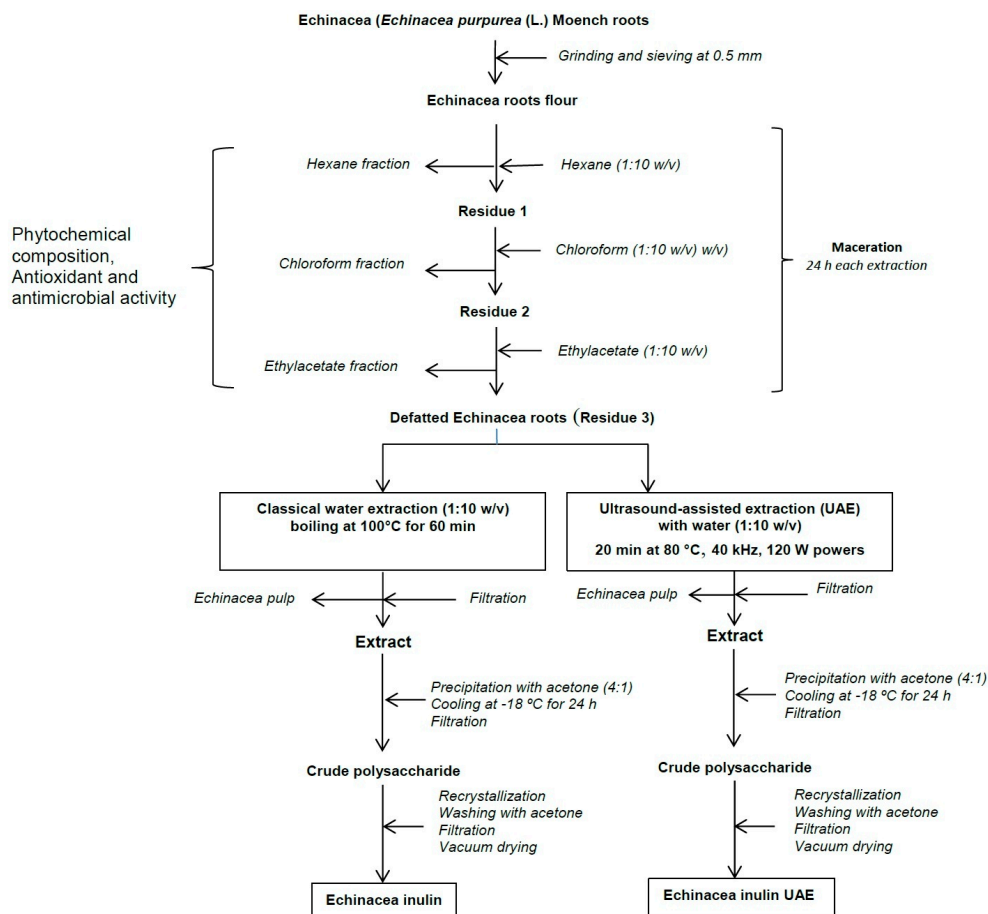 Echinacea (Echinacea purpurea (L.) Moench roots
Grinding and sieving at 0.5 mm
Echinacea roots flour
Hexane fraction
Hexane (1:10 w/v)
Residue 1
Phytochemical
composition,
Antioxidant and
antimicrobial activity
Chloroform (1:10 w/v) w/v)
Chloroform fraction
Maceration
24 h each extraction
Residue 2
Ethylacetate (1:10 w/v)
Ethylacetate fraction
Defatted Echinacea roots (Residue 3)
Classical water extraction (1:10 w/v)
boiling at 100°C for 60 min
Ultrasound-assisted extraction (UAE)
with water (1:10 w/v)
20 min at 80 °C, 40 kHz, 120 W powers
Echinacea pulp
Filtration
Extract
Precipitation with acetone (4:1)
Cooling at -18 ºC for 24 h
Filtration
Crude polysaccharide
Recrystallization
Washing with acetone
Filtration
Vacuum drying
Echinacea inulin
Echinacea pulp
Filtration
Extract
Precipitation with acetone (4:1)
Cooling at -18 ºC for 24 h
Filtration
Crude polysaccharide
Recrystallization
Washing with acetone
Filtration
Vacuum drying
Echinacea inulin UAE